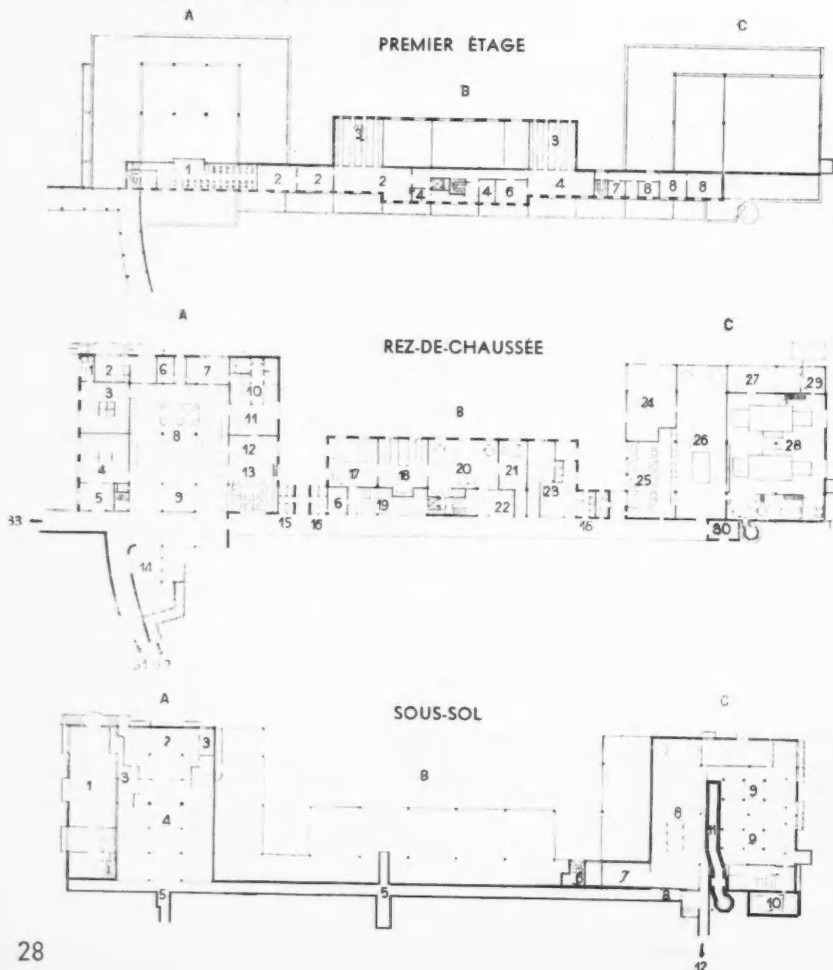 A
C
PREMIER ÉTAGE
B
3 3
1 2 2 2 4 4 6 4 7 8 8 8
A
C
REZ-DE-CHAUSSÉE
B
1 2 6 7 10 24 27 29
3 11
8 12 26 28
4 13 17 18 20 21 25
5 9 6 19 22 23
33 15 16 16 30
14
A
C
SOUS-SOL
B
2 3
1 3 9
4 8 11
9
6 7
5 5 8 10
28
12